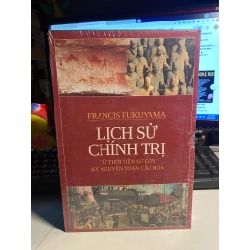 FRANCIS FUKUYAMA
LỊCH SỬ
CHÍNH TRỊ
TỪ THỜI TIỀN SỬ ĐẾN
KỶ NGUYÊN TOÀN CẦU HÓA